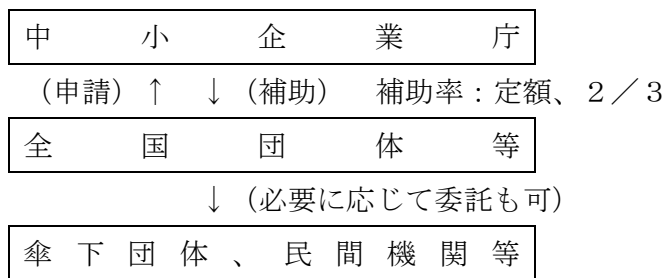 中小企業庁
（申請）↑　↓（補助）　補助率：定額、２／３
全国団体等
↓（必要に応じて委託も可）
傘下団体、民間機関等